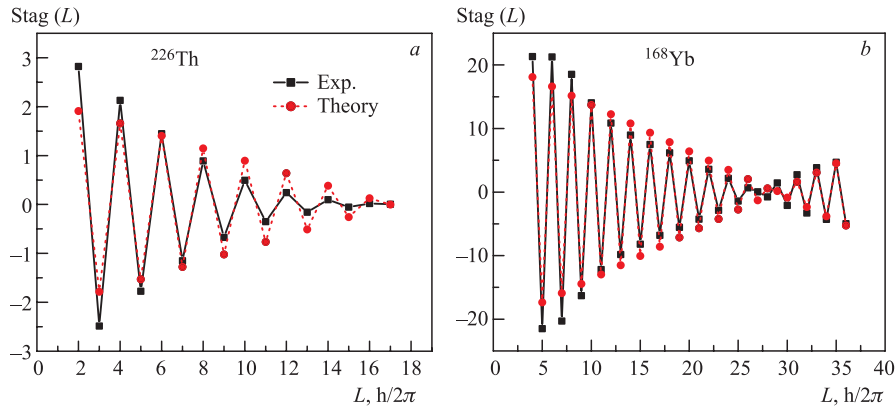 Stag (L)
226Th
a
Exp.
Theory
3
2
1
0
–1
–2
–3
0 2 4 6 8 10 12 14 16 18
L, h/2π
Stag (L)
168Yb
b
20
10
0
–10
–20
0 5 10 15 20 25 30 35 40
L, h/2π